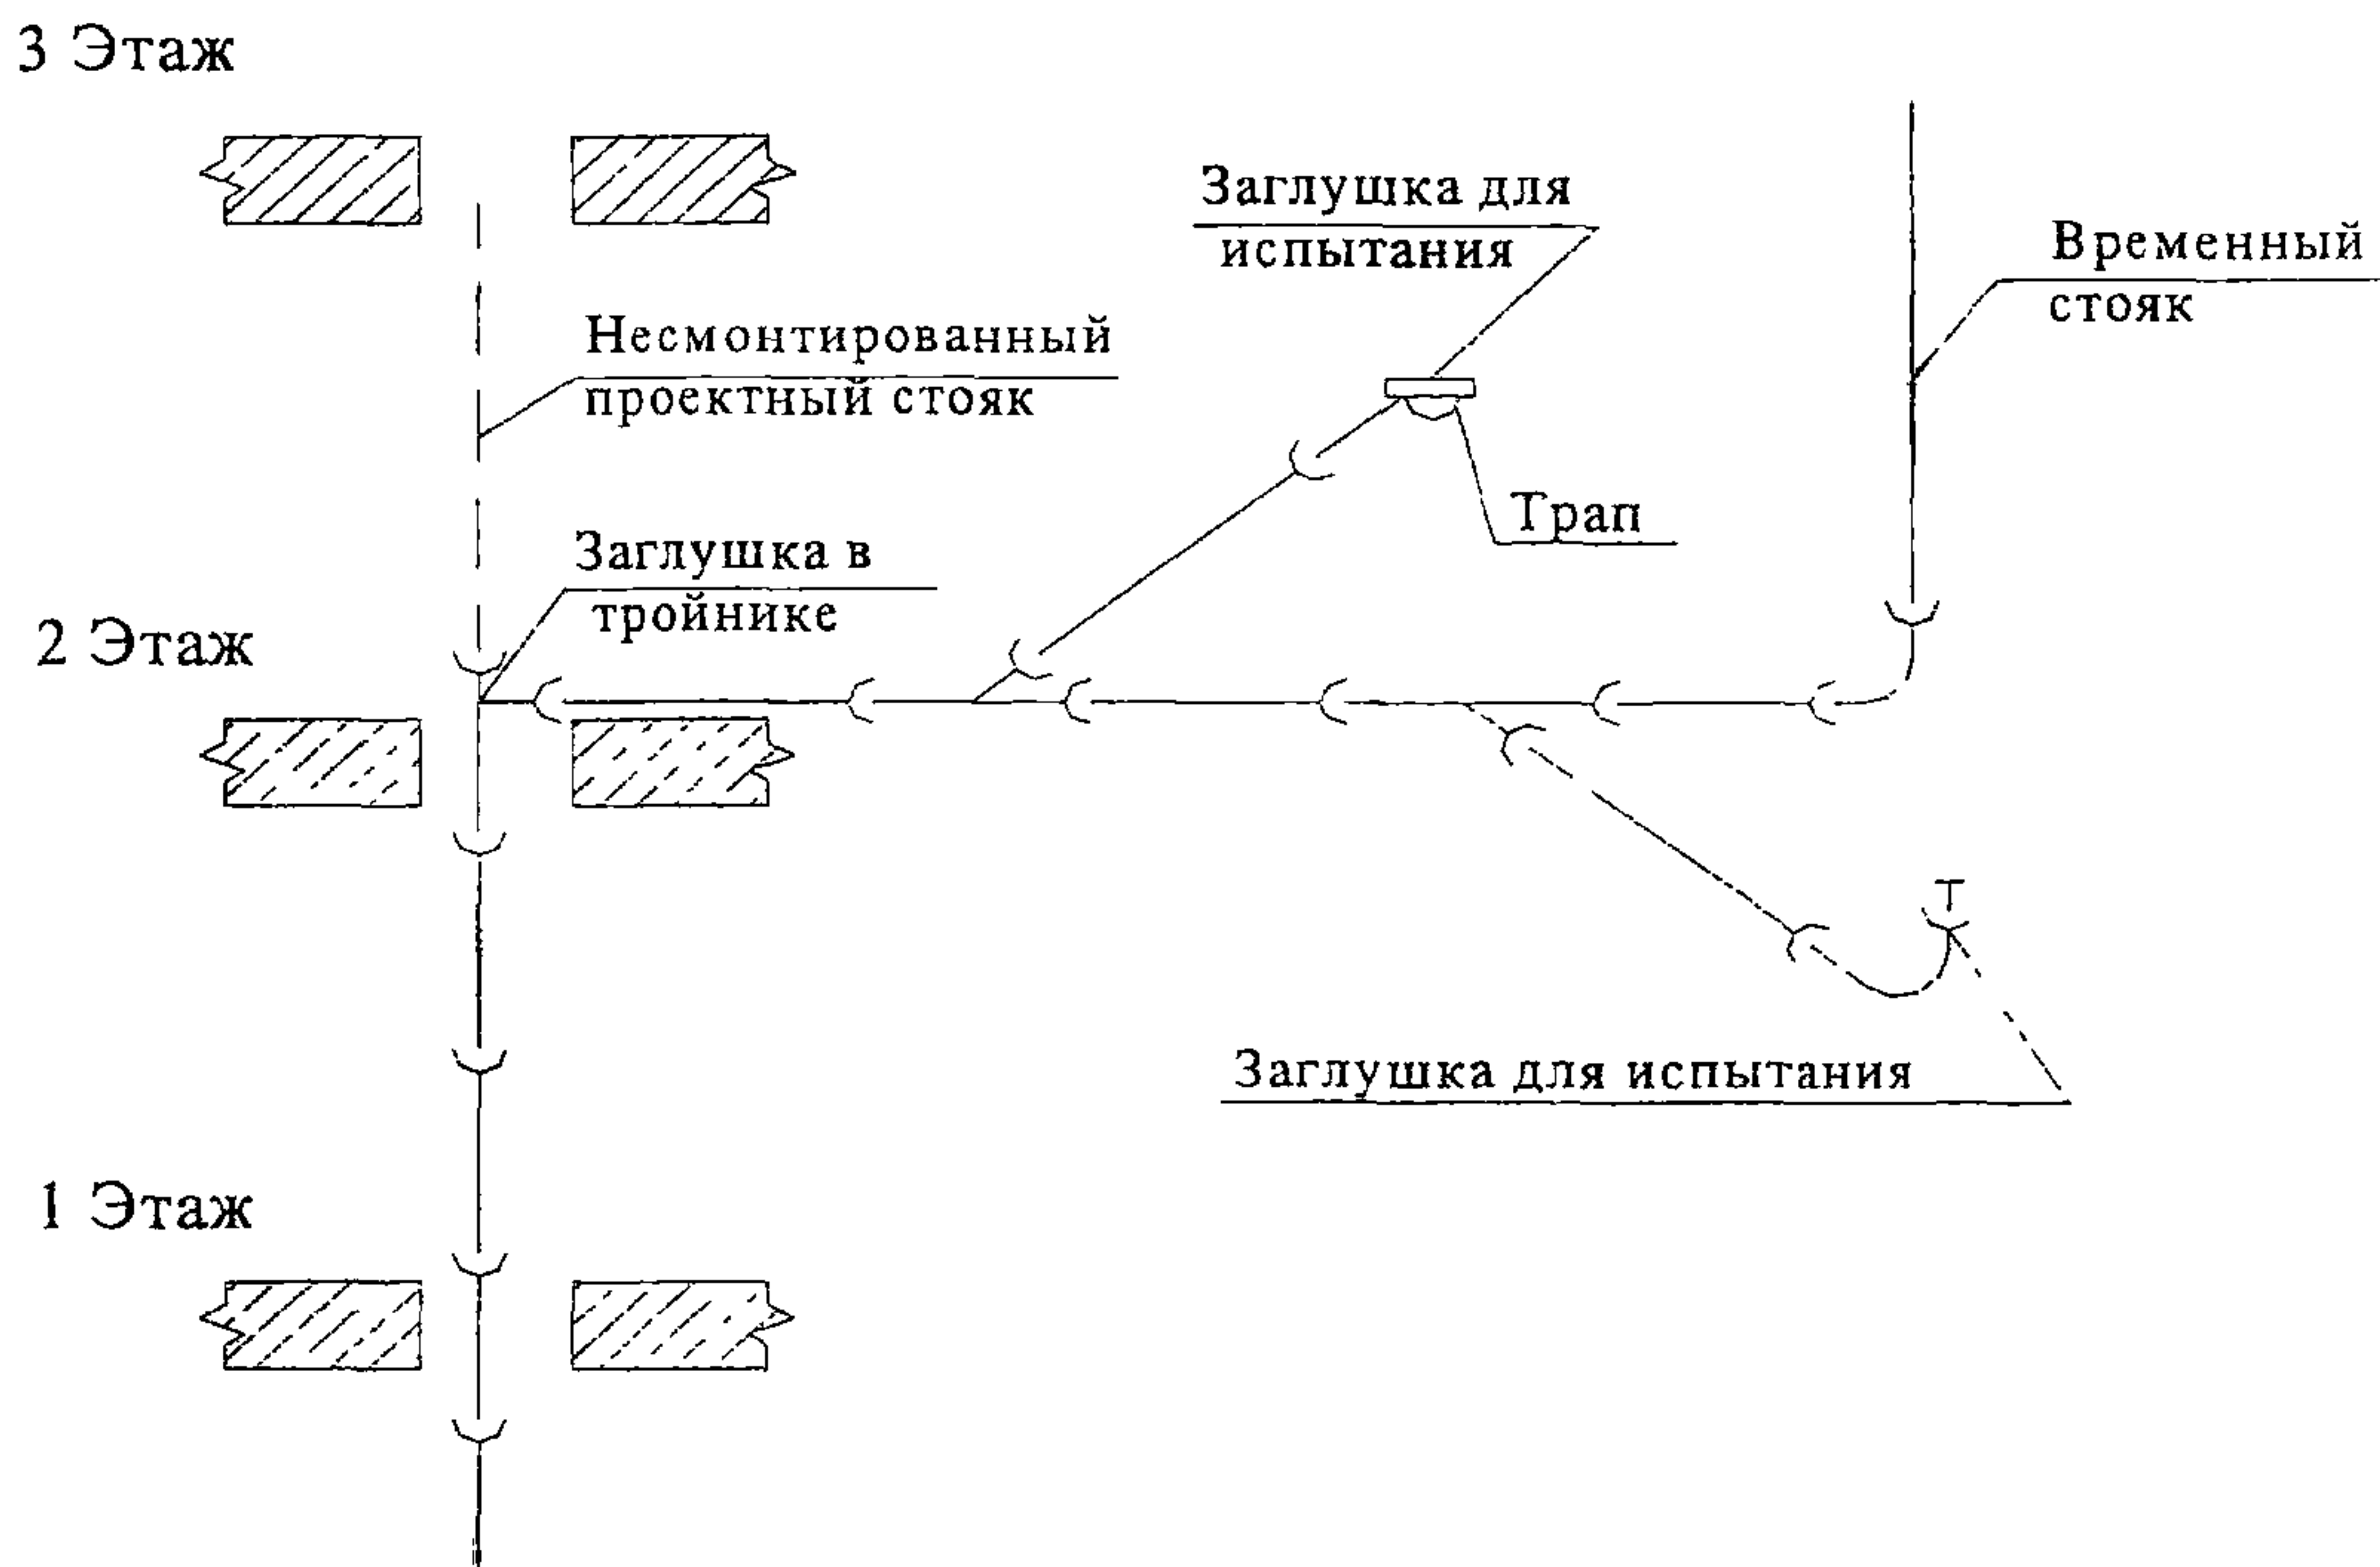 3 Этаж
Заглушка для
испытания
Временный
стояк
Несмонтированный
проектный стояк
Трап
Заглушка в
тройнике
2 Этаж
Заглушка для испытания
1 Этаж